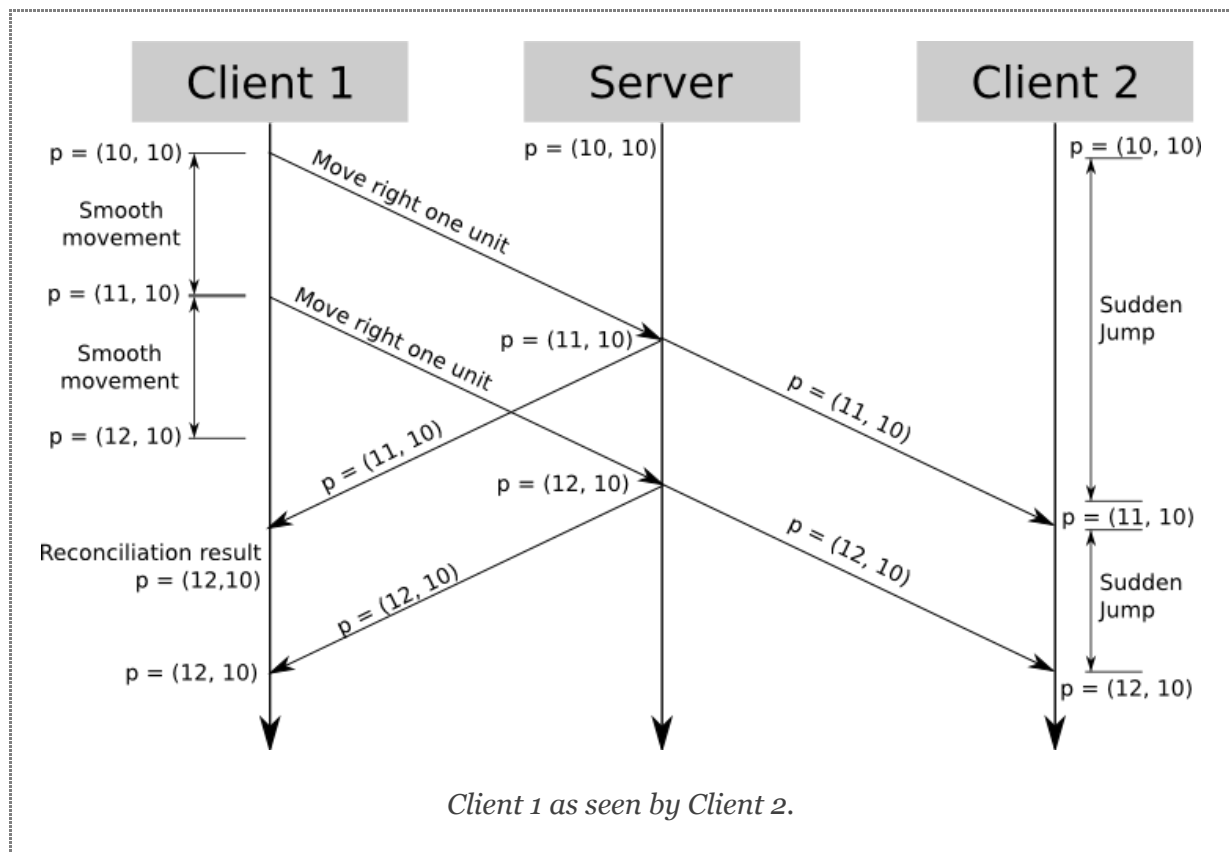 Client 1
Server
Client 2
p = (10, 10)
p = (10, 10)
p = (10, 10)
Move right one unit
Smooth
movement
p = (11, 10)
Move right one unit
Sudden
Jump
p = (11, 10)
Smooth
movement
p = (11, 10)
p = (12, 10)
p = (11, 10)
p = (12, 10)
p = (11, 10)
p = (12, 10)
Reconciliation result
p = (12,10)
p = (12, 10)
Sudden
Jump
p = (12, 10)
p = (12, 10)
Client 1 as seen by Client 2.